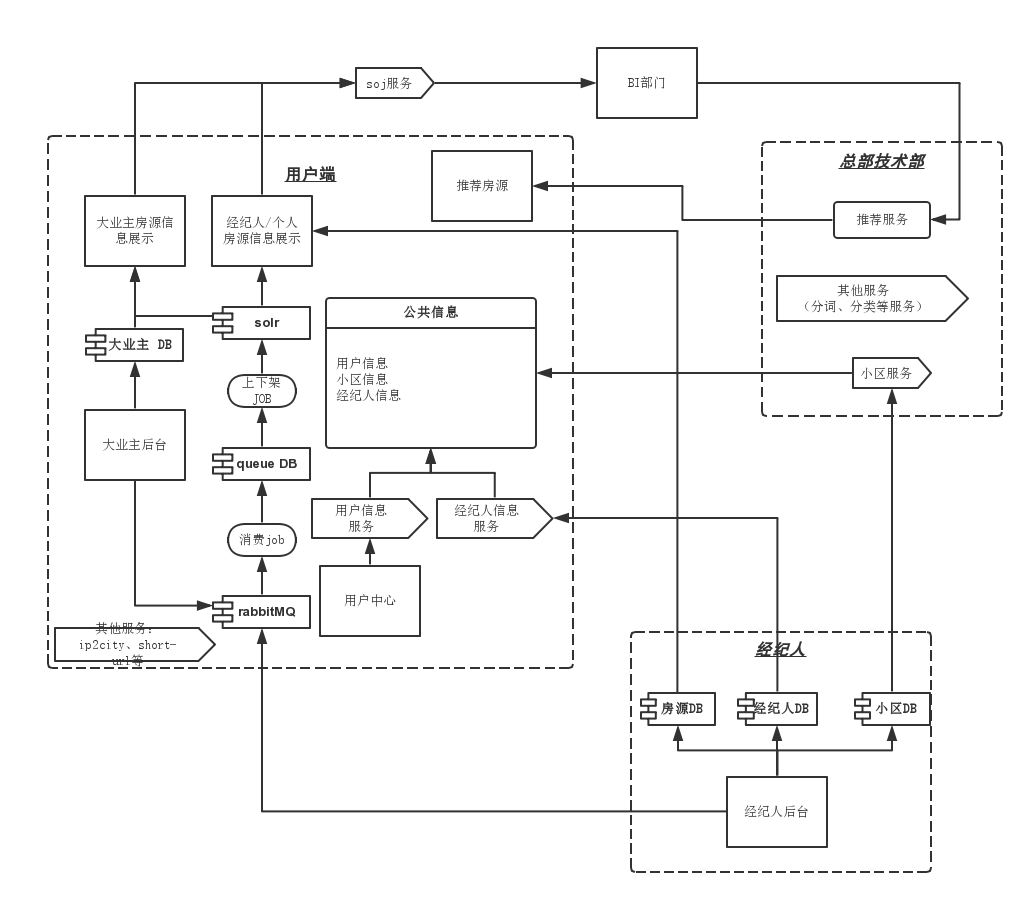 soj服务
BI部门
总部技术部
用户端
推荐房源
推荐服务
大业主房源信
息展示
经纪人/个人
房源信息展示
其他服务
（分词、分类等服务）
公共信息
solr
大业主 DB
用户信息
小区信息
经纪人信息
小区服务
上下架
JOB
大业主后台
queue DB
用户信息
服务
经纪人信息
服务
消费job
用户中心
rabbitMQ
其他服务：
ip2city、short-
url等
经纪人
房源DB
经纪人DB
小区DB
经纪人后台